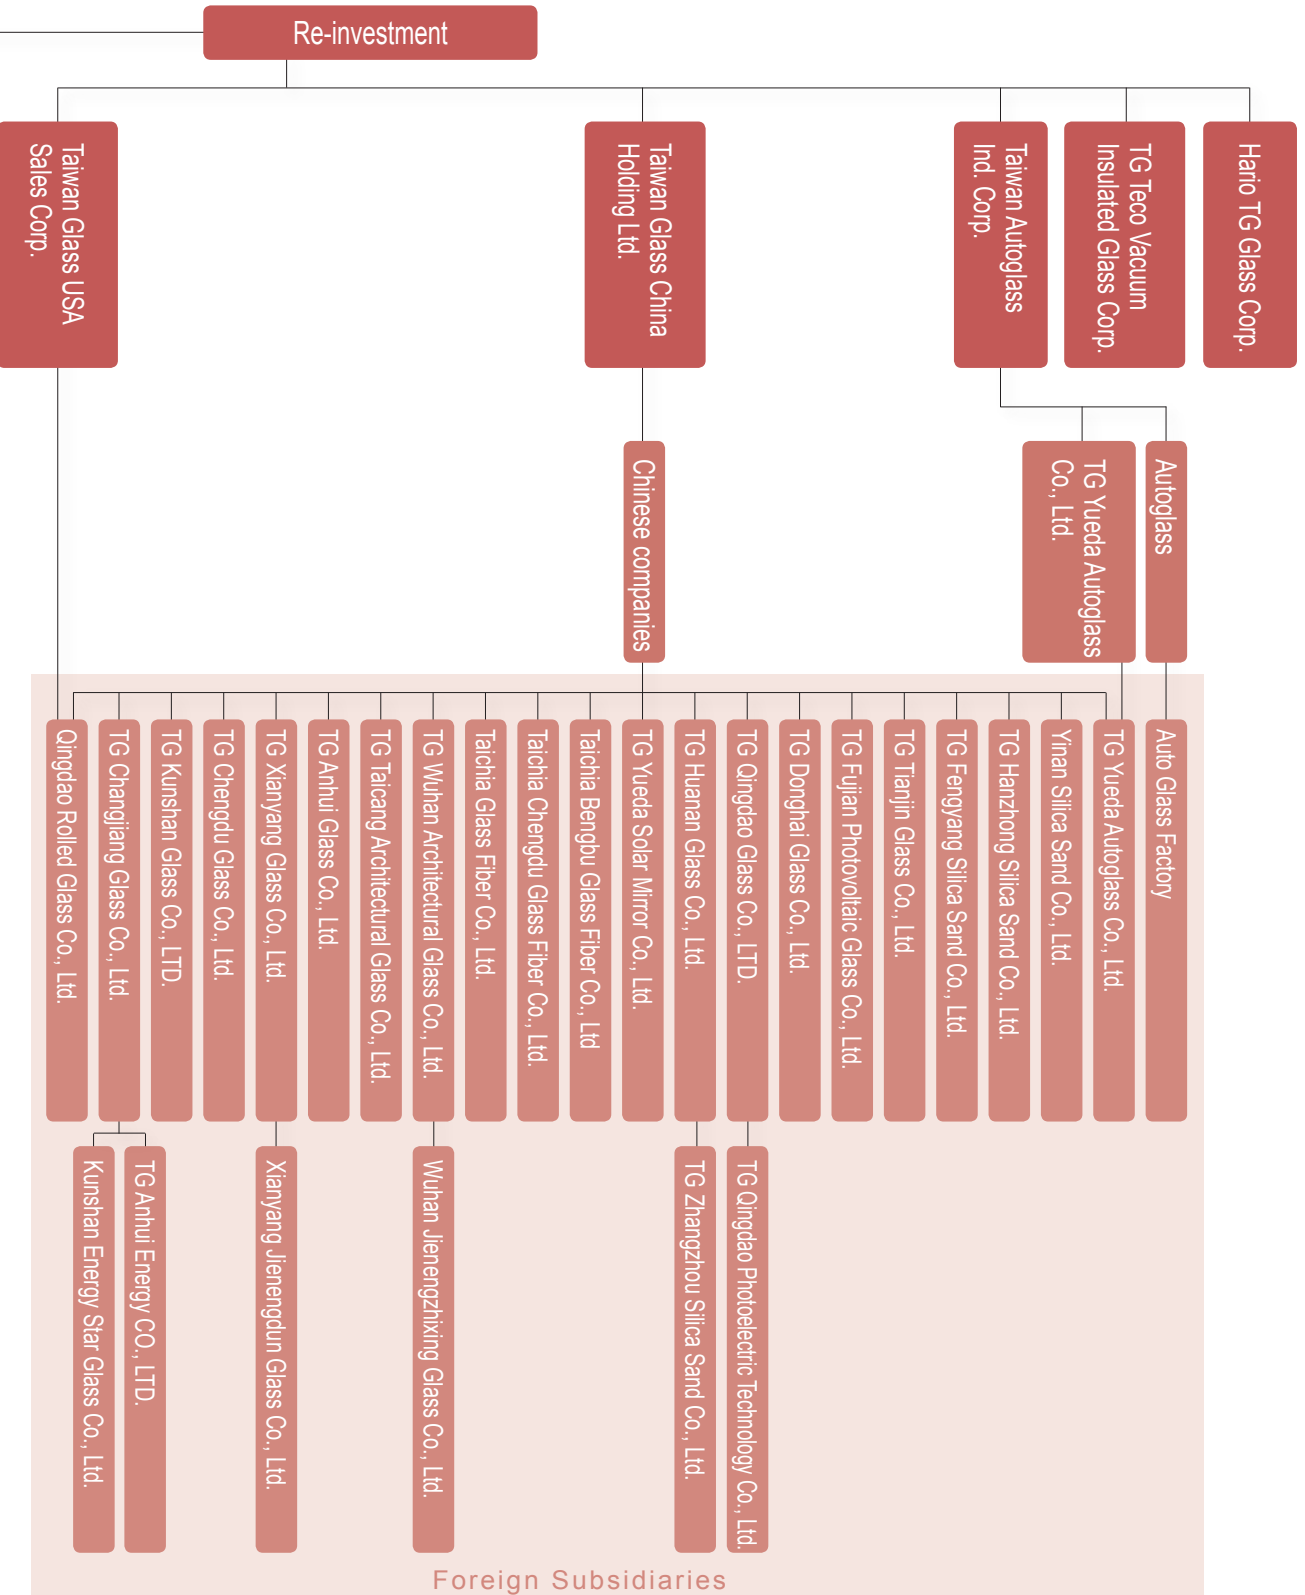 Re-investment
Taiwan Glass USA
Sales Corp.
Taiwan Glass China
Holding Ltd.
Taiwan Autoglass
Ind. Corp.
TG Teco Vacuum
Insulated Glass Corp.
Hario TG Glass Corp.
Chinese companies
TG Yueda Autoglass
Co., Ltd.
Autoglass
Qingdao Rolled Glass Co., Ltd.
TG Changjiang Glass Co., Ltd.
TG Kunshan Glass Co., LTD.
TG Chengdu Glass Co., Ltd.
TG Xianyang Glass Co., Ltd.
TG Anhui Glass Co., Ltd.
TG Taicang Architectural Glass Co., Ltd.
TG Wuhan Architectural Glass Co., Ltd.
Taichia Glass Fiber Co., Ltd.
Taichia Chengdu Glass Fiber Co., Ltd.
Taichia Bengbu Glass Fiber Co., Ltd
TG Yueda Solar Mirror Co., Ltd.
TG Huanan Glass Co., Ltd.
TG Qingdao Glass Co., LTD.
TG Donghai Glass Co., Ltd.
TG Fujian Photovoltaic Glass Co., Ltd.
TG Tianjin Glass Co., Ltd.
TG Fengyang Silica Sand Co., Ltd.
TG Hanzhong Silica Sand Co., Ltd.
Yinan Silica Sand Co., Ltd.
TG Yueda Autoglass Co., Ltd.
Auto Glass Factory
Kunshan Energy Star Glass Co., Ltd.
TG Anhui Energy CO., LTD.
Xianyang Jienengdun Glass Co., Ltd.
Wuhan Jienengzhixing Glass Co., Ltd.
TG Zhangzhou Silica Sand Co., Ltd.
TG Qingdao Photoelectric Technology Co., Ltd.
Foreign Subsidiaries